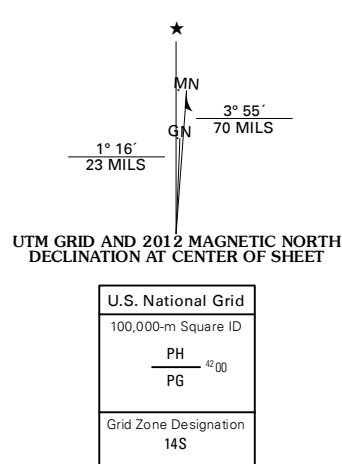 ★
MN
3° 55´
GN
70 MILS
1° 16´
23 MILS
UTM GRID AND 2012 MAGNETIC NORTH
DECLINATION AT CENTER OF SHEET
U.S. National Grid
100,000-m Square ID
PH
4200
PG
Grid Zone Designation
14S